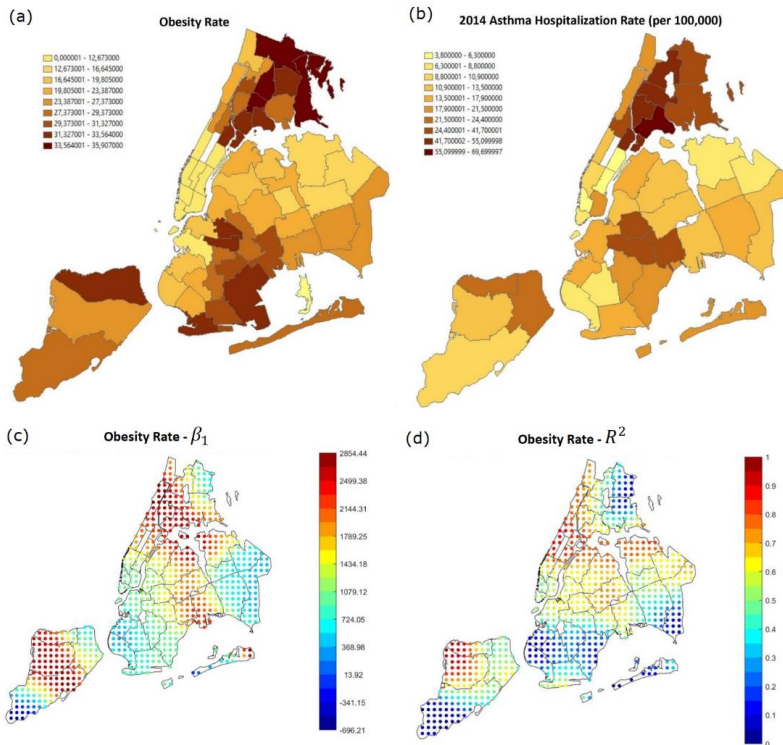 (a)
Obesity Rate
0,000001 - 12,673000
12,673001 - 16,645000
16,645001 - 19,805000
19,805001 - 23,387000
23,387001 - 27,373000
27,373001 - 29,373000
29,373001 - 31,327000
31,327001 - 33,564000
33,564001 - 35,907000
(b)
2014 Asthma Hospitalization Rate (per 100,000)
3,800000 - 6,300000
6,300001 - 8,800000
8,800001 - 10,900000
10,900001 - 13,500000
13,500001 - 17,900000
17,900001 - 21,500000
21,500001 - 24,400000
24,400001 - 41,700001
41,700002 - 55,099998
55,099999 - 69,699997
(c)
Obesity Rate - β₁
2854.44
2499.38
2144.31
1789.25
1434.18
1079.12
724.05
368.98
13.92
-341.15
-696.21
(d)
Obesity Rate - R²
1
0.9
0.8
0.7
0.6
0.5
0.4
0.3
0.2
0.1
0